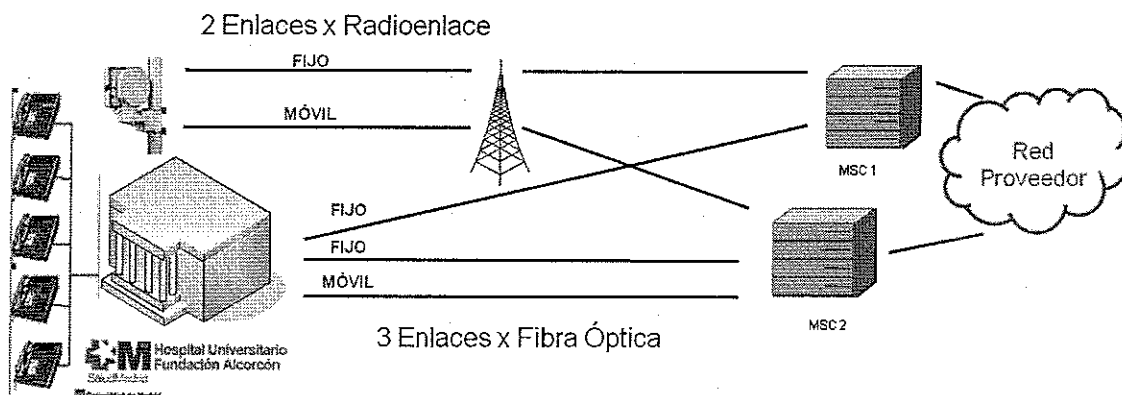 2 Enlaces x Radioenlace
FIJO
MÓVIL
MSC 1
Red
Proveedor
FIJO
FIJO
MÓVIL
MSC 2
3 Enlaces x Fibra Óptica
M Hospital Universitario
Fundación Alcorcón
SaludMadrid